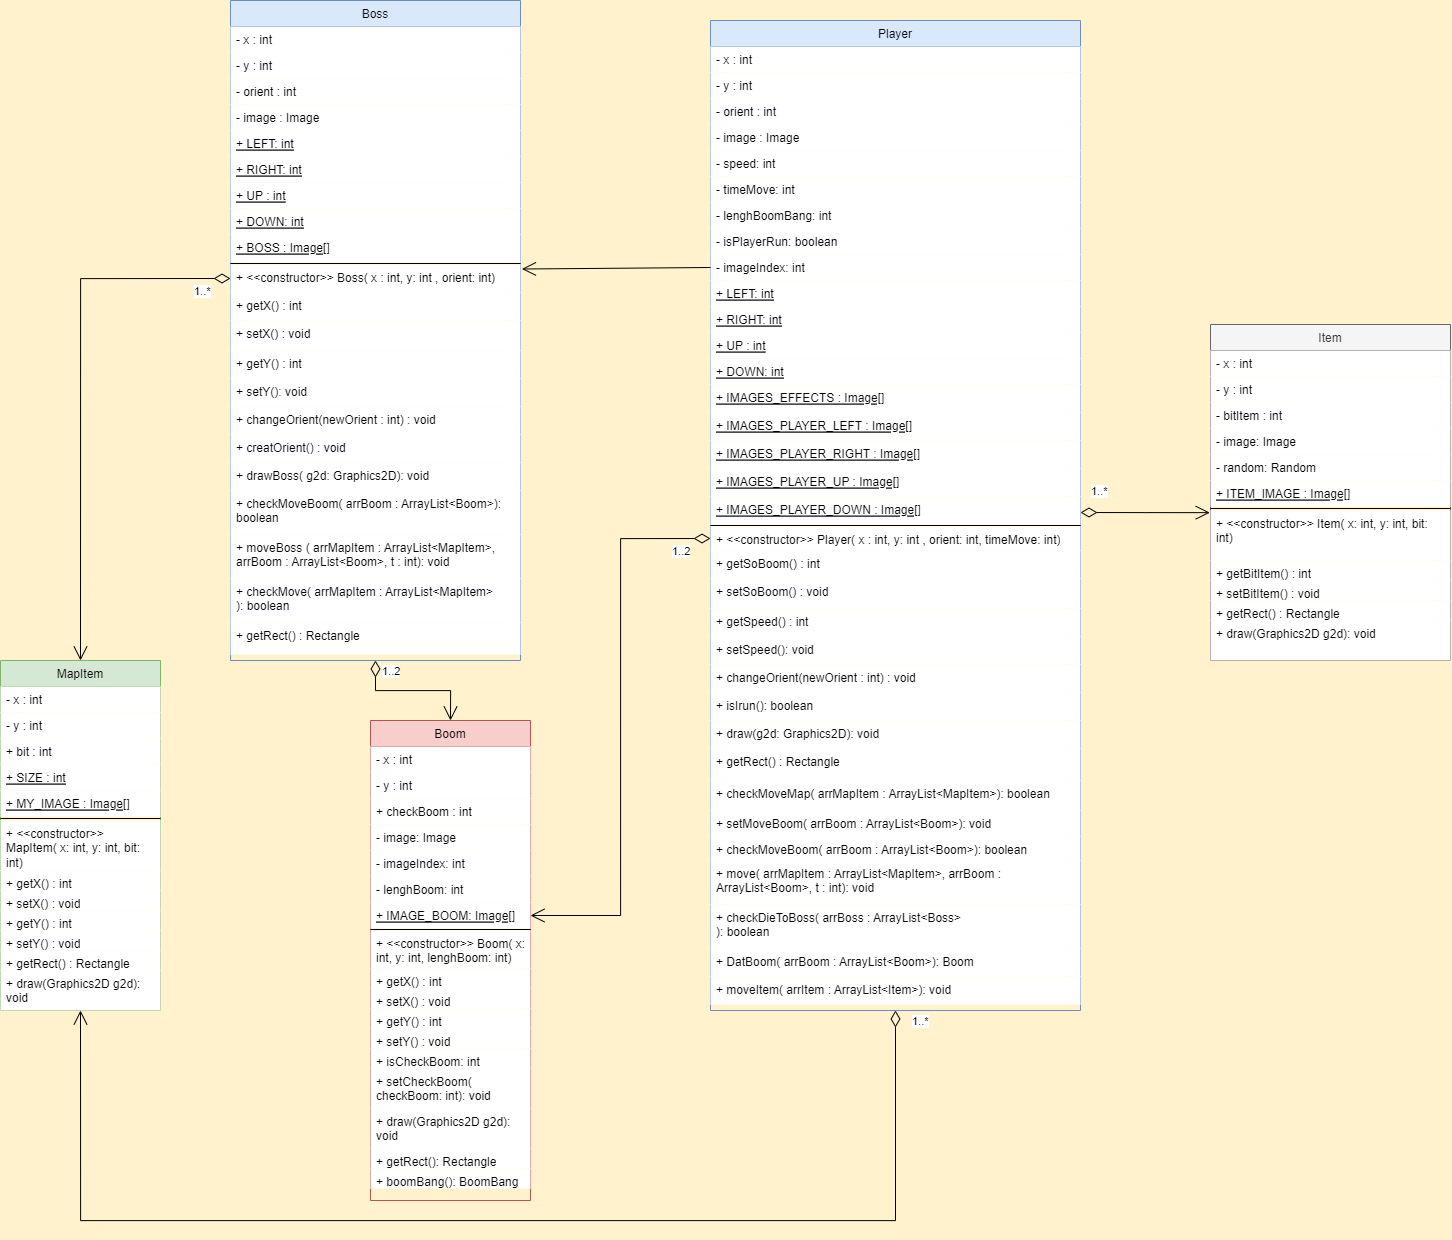 Boss
- x : int
- y : int
- orient : int
- image : Image
+ LEFT: int
+ RIGHT: int
+ UP : int
+ DOWN: int
+ BOSS : Image[]
+ <<constructor>> Boss( x : int, y: int , orient: int)
+ getX() : int
+ setX() : void
+ getY() : int
+ setY(): void
+ changeOrient(newOrient : int) : void
+ creatOrient() : void
+ drawBoss( g2d: Graphics2D): void
+ checkMoveBoom( arrBoom : ArrayList<Boom>):
boolean
+ moveBoss ( arrMapItem : ArrayList<MapItem>,
arrBoom : ArrayList<Boom>, t : int): void
+ checkMove( arrMapItem : ArrayList<MapItem>
): boolean
+ getRect() : Rectangle
1..*
1..2
Player
- x : int
- y : int
- orient : int
- image : Image
- speed: int
- timeMove: int
- lenghBoomBang: int
- isPlayerRun: boolean
- imageIndex: int
+ LEFT: int
+ RIGHT: int
+ UP : int
+ DOWN: int
+ IMAGES_EFFECTS : Image[]
+ IMAGES_PLAYER_LEFT : Image[]
+ IMAGES_PLAYER_RIGHT : Image[]
+ IMAGES_PLAYER_UP : Image[]
+ IMAGES_PLAYER_DOWN : Image[]
+ <<constructor>> Player( x : int, y: int , orient: int, timeMove: int)
+ getSoBoom() : int
+ setSoBoom() : void
+ getSpeed() : int
+ setSpeed(): void
+ changeOrient(newOrient : int) : void
+ isIrun(): boolean
+ draw(g2d: Graphics2D): void
+ getRect() : Rectangle
+ checkMoveMap( arrMapItem : ArrayList<MapItem>): boolean
+ setMoveBoom( arrBoom : ArrayList<Boom>): void
+ checkMoveBoom( arrBoom : ArrayList<Boom>): boolean
+ move( arrMapItem : ArrayList<MapItem>, arrBoom :
ArrayList<Boom>, t : int): void
+ checkDieToBoss( arrBoss : ArrayList<Boss>
): boolean
+ DatBoom( arrBoom : ArrayList<Boom>): Boom
+ moveItem( arrItem : ArrayList<Item>): void
1..*
1..2
1..*
Item
- x : int
- y : int
- bitItem : int
- image: Image
- random: Random
+ ITEM_IMAGE : Image[]
+ <<constructor>> Item( x: int, y: int, bit:
int)
+ getBitItem() : int
+ setBitItem() : void
+ getRect() : Rectangle
+ draw(Graphics2D g2d): void
MapItem
- x : int
- y : int
+ bit : int
+ SIZE : int
+ MY_IMAGE : Image[]
+ <<constructor>>
MapItem( x: int, y: int, bit:
int)
+ getX() : int
+ setX() : void
+ getY() : int
+ setY() : void
+ getRect() : Rectangle
+ draw(Graphics2D g2d):
void
Boom
- x : int
- y : int
+ checkBoom : int
- image: Image
- imageIndex: int
- lenghBoom: int
+ IMAGE_BOOM: Image[]
+ <<constructor>> Boom( x:
int, y: int, lenghBoom: int)
+ getX() : int
+ setX() : void
+ getY() : int
+ setY() : void
+ isCheckBoom: int
+ setCheckBoom(
checkBoom: int): void
+ draw(Graphics2D g2d):
void
+ getRect(): Rectangle
+ boomBang(): BoomBang